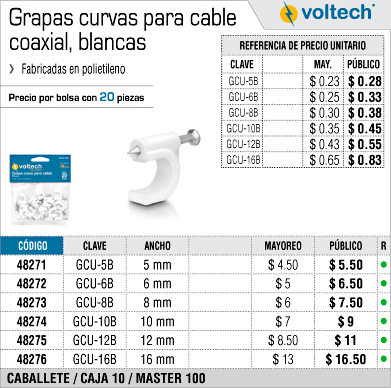 Grapas curvas para cable
coaxial, blancas
voltech®
Fabricadas en polietileno
Precio por bolsa con 20 piezas
REFERENCIA DE PRECIO UNITARIO
CLAVE MAY. PÚBLICO
GCU-5B $ 0.23 $ 0.28
GCU-6B $ 0.25 $ 0.33
GCU-8B $ 0.30 $ 0.38
GCU-10B $ 0.35 $ 0.45
GCU-12B $ 0.43 $ 0.55
GCU-16B $ 0.65 $ 0.83
voltech
Grapas curva para cable
CÓDIGO CLAVE ANCHO MAYOREO PÚBLICO R
48271 GCU-5B 5 mm $ 4.50 $ 5.50
48272 GCU-6B 6 mm $ 5 $ 6.50
48273 GCU-8B 8 mm $ 6 $ 7.50
48274 GCU-10B 10 mm $ 7 $ 9
48275 GCU-12B 12 mm $ 8.50 $ 11
48276 GCU-16B 16 mm $ 13 $ 16.50
CABALLETE / CAJA 10 / MASTER 100